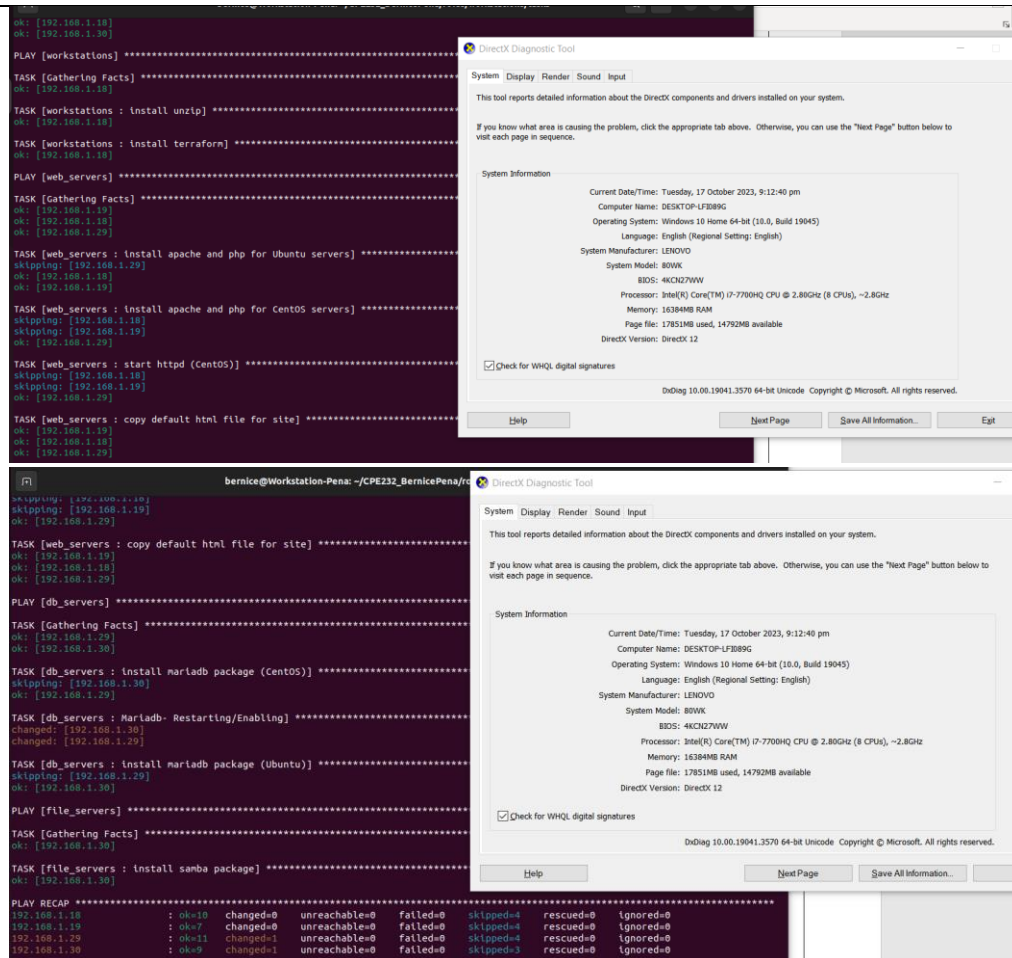 ok: [192.168.1.18]
ok: [192.168.1.30]
PLAY [workstations] ****************************************************
TASK [Gathering Facts] *************************************************
ok: [192.168.1.18]
TASK [workstations : install unzip] ************************************
ok: [192.168.1.18]
TASK [workstations : install terraform] ********************************
ok: [192.168.1.18]
PLAY [web_servers] *****************************************************
TASK [Gathering Facts] *************************************************
ok: [192.168.1.19]
ok: [192.168.1.18]
ok: [192.168.1.29]
TASK [web_servers : install apache and php for Ubuntu servers] *********
skipping: [192.168.1.29]
ok: [192.168.1.18]
ok: [192.168.1.19]
TASK [web_servers : install apache and php for CentOS servers] *********
skipping: [192.168.1.18]
skipping: [192.168.1.19]
ok: [192.168.1.29]
TASK [web_servers : start httpd (CentOS)] ******************************
skipping: [192.168.1.18]
skipping: [192.168.1.19]
ok: [192.168.1.29]
TASK [web_servers : copy default html file for site] *******************
ok: [192.168.1.19]
ok: [192.168.1.18]
ok: [192.168.1.29]
DirectX Diagnostic Tool
System Display Render Sound Input
This tool reports detailed information about the DirectX components and drivers installed on your system.
If you know what area is causing the problem, click the appropriate tab above. Otherwise, you can use the "Next Page" button below to
visit each page in sequence.
System Information
Current Date/Time: Tuesday, 17 October 2023, 9:12:40 pm
Computer Name: DESKTOP-LFI089G
Operating System: Windows 10 Home 64-bit (10.0, Build 19045)
Language: English (Regional Setting: English)
System Manufacturer: LENOVO
System Model: 80WK
BIOS: 4KCN27WW
Processor: Intel(R) Core(TM) i7-7700HQ CPU @ 2.80GHz (8 CPUs), ~2.8GHz
Memory: 16384MB RAM
Page file: 17851MB used, 14792MB available
DirectX Version: DirectX 12
Check for WHQL digital signatures
DxDiag 10.00.19041.3570 64-bit Unicode Copyright © Microsoft. All rights reserved.
Help Next Page Save All Information... Exit
bernice@Workstation-Pena: ~/CPE232_BernicePena/ro
skipping: [192.168.1.18]
skipping: [192.168.1.19]
ok: [192.168.1.29]
TASK [web_servers : copy default html file for site] *******************
ok: [192.168.1.19]
ok: [192.168.1.18]
ok: [192.168.1.29]
PLAY [db_servers] ******************************************************
TASK [Gathering Facts] *************************************************
ok: [192.168.1.29]
ok: [192.168.1.30]
TASK [db_servers : install mariadb package (CentOS)] *******************
skipping: [192.168.1.30]
ok: [192.168.1.29]
TASK [db_servers : Mariadb- Restarting/Enabling] ***********************
changed: [192.168.1.30]
changed: [192.168.1.29]
TASK [db_servers : install mariadb package (Ubuntu)] *******************
skipping: [192.168.1.29]
ok: [192.168.1.30]
PLAY [file_servers] ****************************************************
TASK [Gathering Facts] *************************************************
ok: [192.168.1.30]
TASK [file_servers : install samba package] ****************************
ok: [192.168.1.30]
PLAY RECAP *************************************************************
192.168.1.18 : ok=10 changed=0 unreachable=0 failed=0 skipped=4 rescued=0 ignored=0
192.168.1.19 : ok=7 changed=0 unreachable=0 failed=0 skipped=4 rescued=0 ignored=0
192.168.1.29 : ok=11 changed=1 unreachable=0 failed=0 skipped=4 rescued=0 ignored=0
192.168.1.30 : ok=9 changed=1 unreachable=0 failed=0 skipped=3 rescued=0 ignored=0
DirectX Diagnostic Tool
System Display Render Sound Input
This tool reports detailed information about the DirectX components and drivers installed on your system.
If you know what area is causing the problem, click the appropriate tab above. Otherwise, you can use the "Next Page" button below to
visit each page in sequence.
System Information
Current Date/Time: Tuesday, 17 October 2023, 9:12:40 pm
Computer Name: DESKTOP-LFI089G
Operating System: Windows 10 Home 64-bit (10.0, Build 19045)
Language: English (Regional Setting: English)
System Manufacturer: LENOVO
System Model: 80WK
BIOS: 4KCN27WW
Processor: Intel(R) Core(TM) i7-7700HQ CPU @ 2.80GHz (8 CPUs), ~2.8GHz
Memory: 16384MB RAM
Page file: 17851MB used, 14792MB available
DirectX Version: DirectX 12
Check for WHQL digital signatures
DxDiag 10.00.19041.3570 64-bit Unicode Copyright © Microsoft. All rights reserved.
Help Next Page Save All Information...